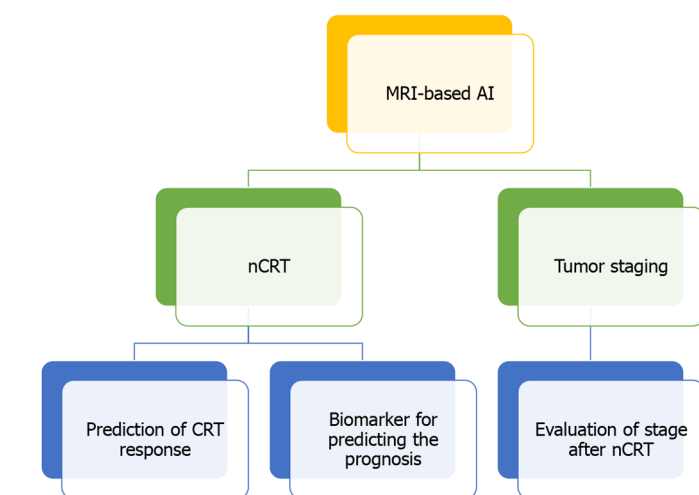 MRI-based AI
nCRT
Tumor staging
Prediction of CRT
response
Biomarker for
predicting the
prognosis
Evaluation of stage
after nCRT